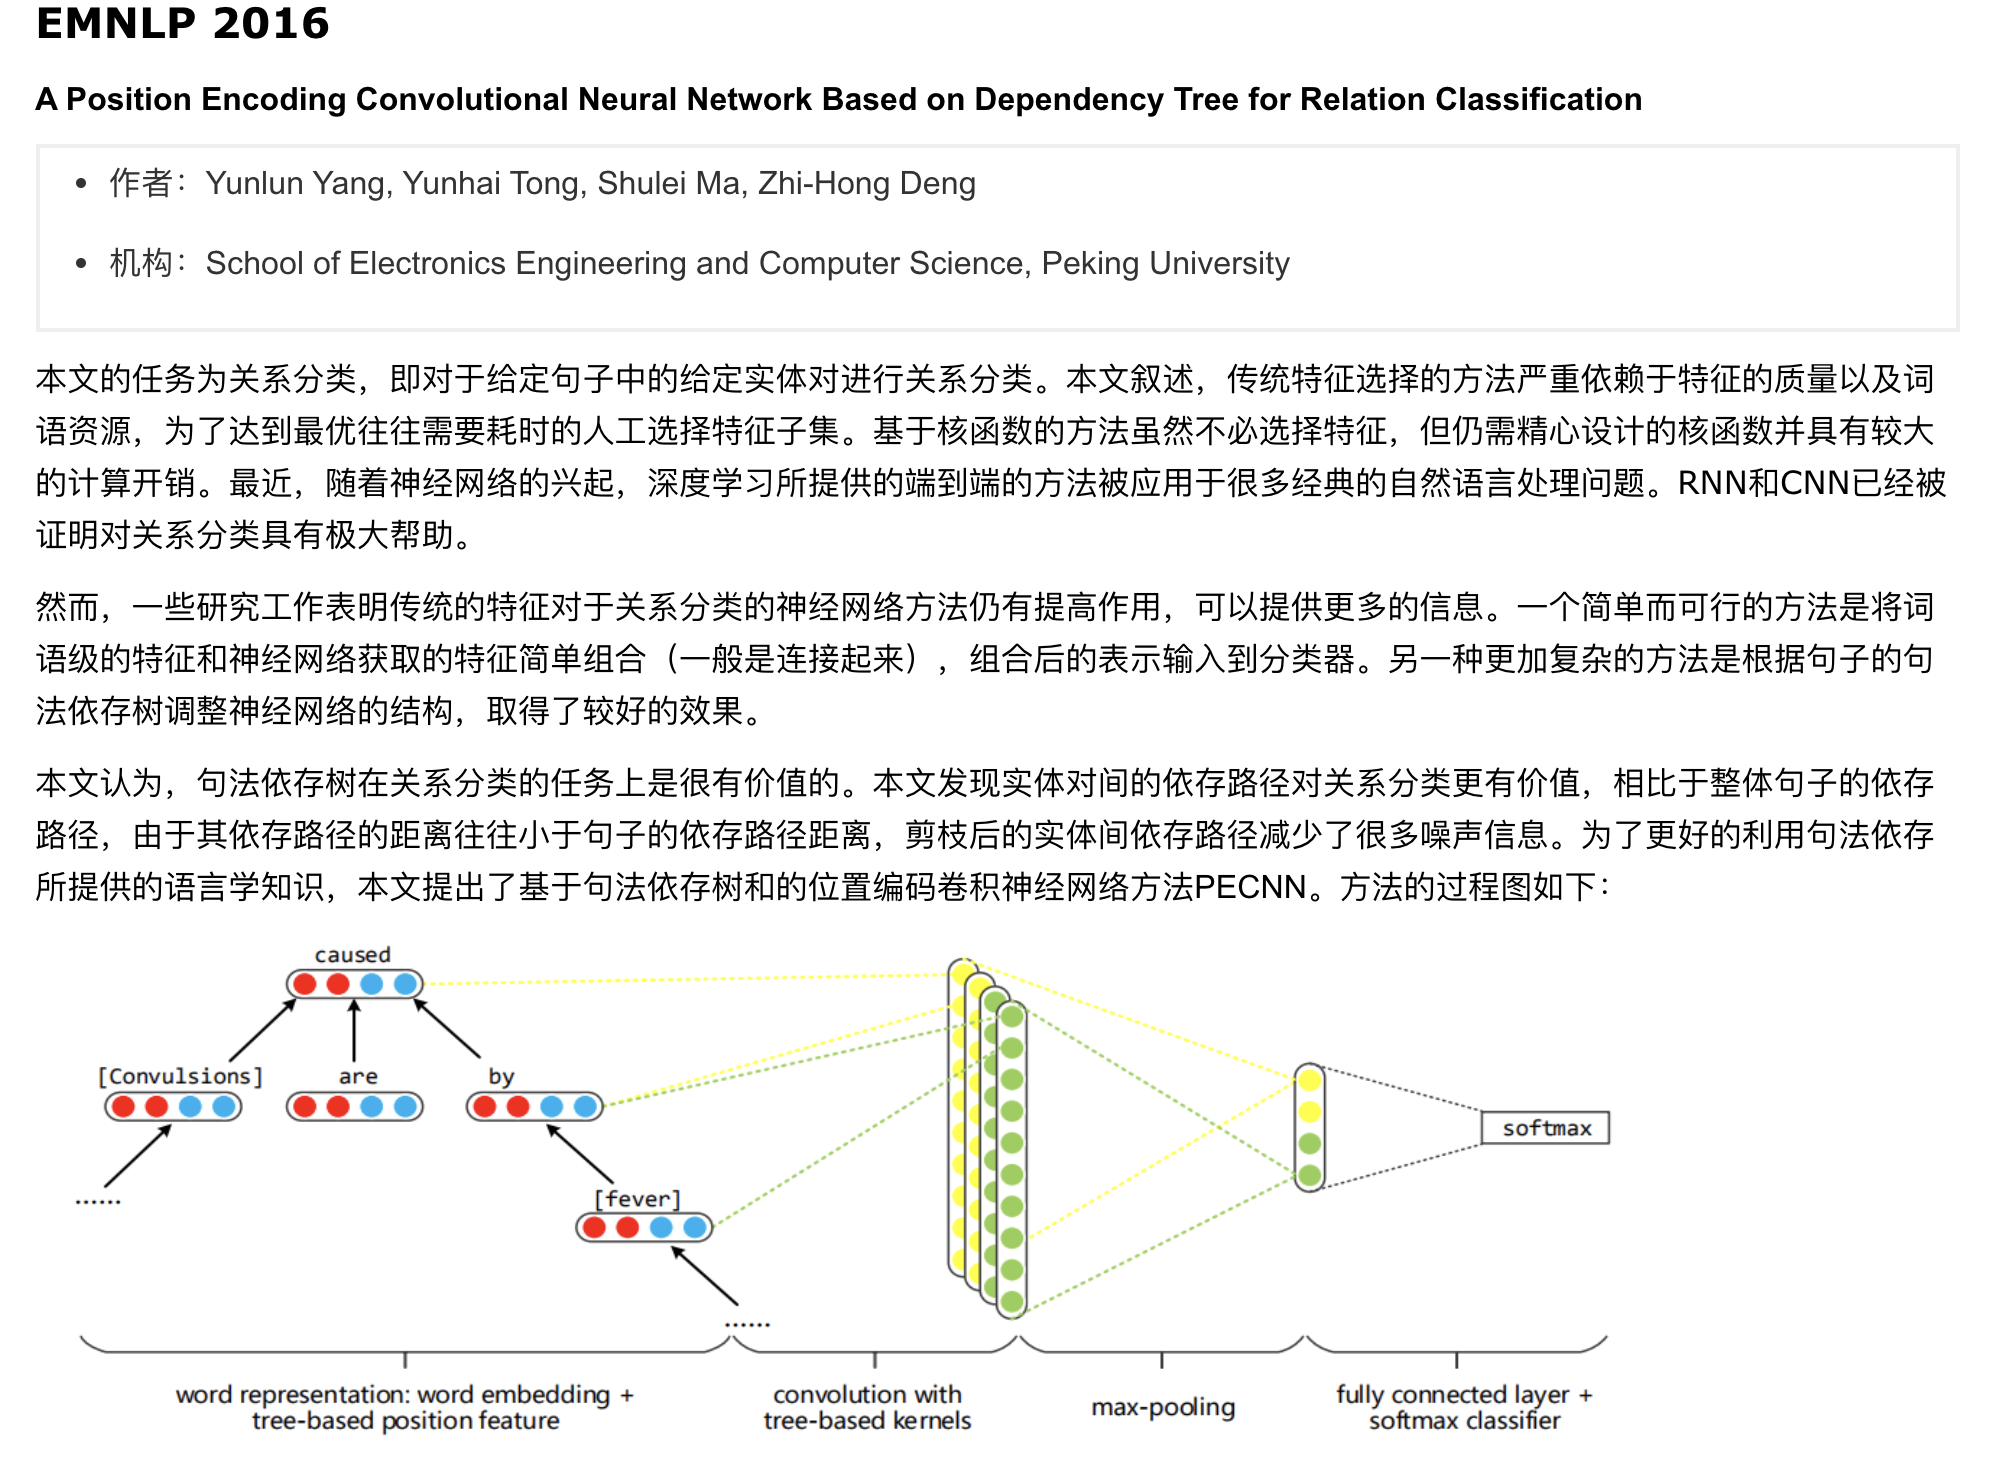 EMNLP 2016
A Position Encoding Convolutional Neural Network Based on Dependency Tree for Relation Classification
• 作者：Yunlun Yang, Yunhai Tong, Shulei Ma, Zhi-Hong Deng
• 机构：School of Electronics Engineering and Computer Science, Peking University
本文的任务为关系分类，即对于给定句子中的给定实体对进行关系分类。本文叙述，传统特征选择的方法严重依赖于特征的质量以及词
语资源，为了达到最优往往需要耗时的人工选择特征子集。基于核函数的方法虽然不必选择特征，但仍需精心设计的核函数并具有较大
的计算开销。最近，随着神经网络的兴起，深度学习所提供的端到端的方法被应用于很多经典的自然语言处理问题。RNN和CNN已经被
证明对关系分类具有极大帮助。
然而，一些研究工作表明传统的特征对于关系分类的神经网络方法仍有提高作用，可以提供更多的信息。一个简单而可行的方法是将词
语级的特征和神经网络获取的特征简单组合（一般是连接起来），组合后的表示输入到分类器。另一种更加复杂的方法是根据句子的句
法依存树调整神经网络的结构，取得了较好的效果。
本文认为，句法依存树在关系分类的任务上是很有价值的。本文发现实体对间的依存路径对关系分类更有价值，相比于整体句子的依存
路径，由于其依存路径的距离往往小于句子的依存路径距离，剪枝后的实体间依存路径减少了很多噪声信息。为了更好的利用句法依存
所提供的语言学知识，本文提出了基于句法依存树和的位置编码卷积神经网络方法PECNN。方法的过程图如下：
caused
[Convulsions]
are
by
......
[fever]
......
softmax
word representation: word embedding +
tree-based position feature
convolution with
tree-based kernels
max-pooling
fully connected layer +
softmax classifier